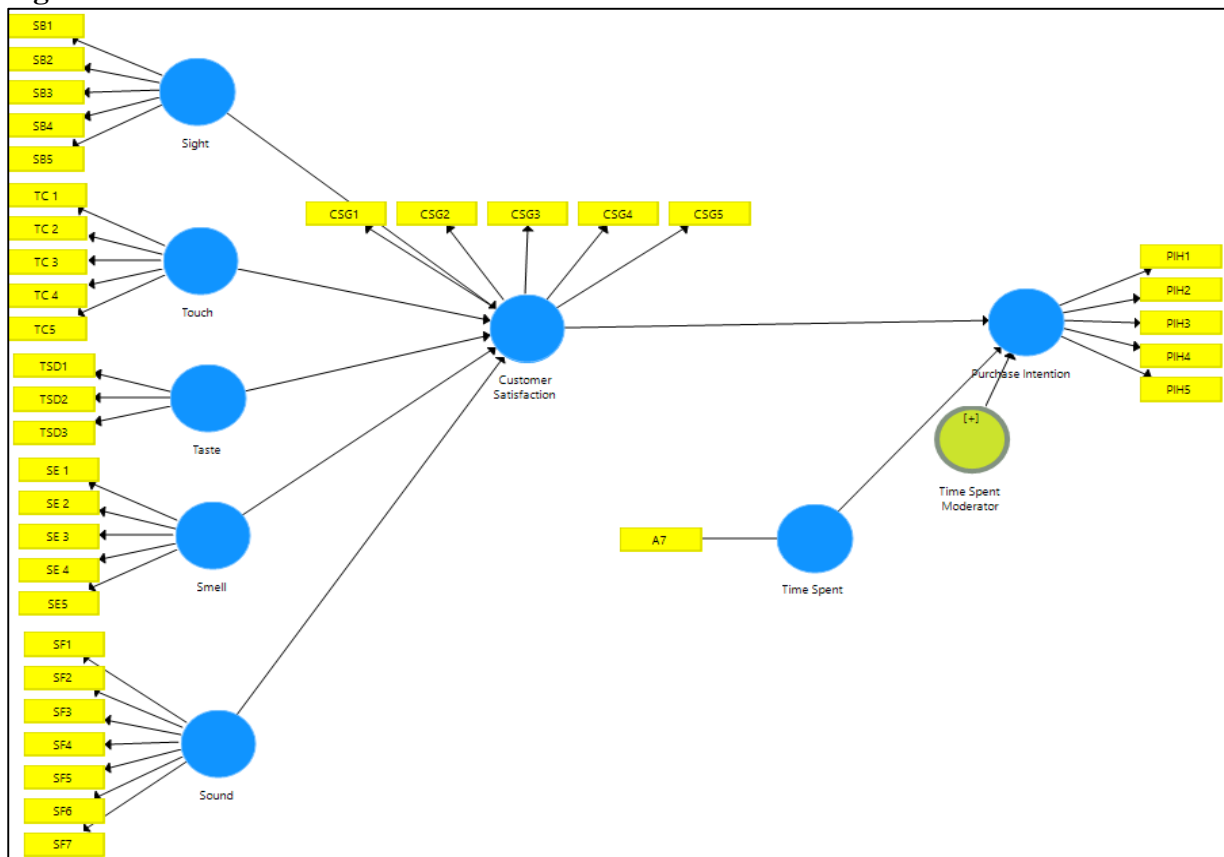 SB1
SB2
SB3
SB4
SB5
Sight
TC 1
TC 2
TC 3
TC 4
TC5
Touch
TSD1
TSD2
TSD3
Taste
SE 1
SE 2
SE 3
SE 4
SE5
Smell
SF1
SF2
SF3
SF4
SF5
SF6
SF7
Sound
CSG1
CSG2
CSG3
CSG4
CSG5
Customer
Satisfaction
A7
Time Spent
[+]
Time Spent
Moderator
Purchase Intention
PIH1
PIH2
PIH3
PIH4
PIH5